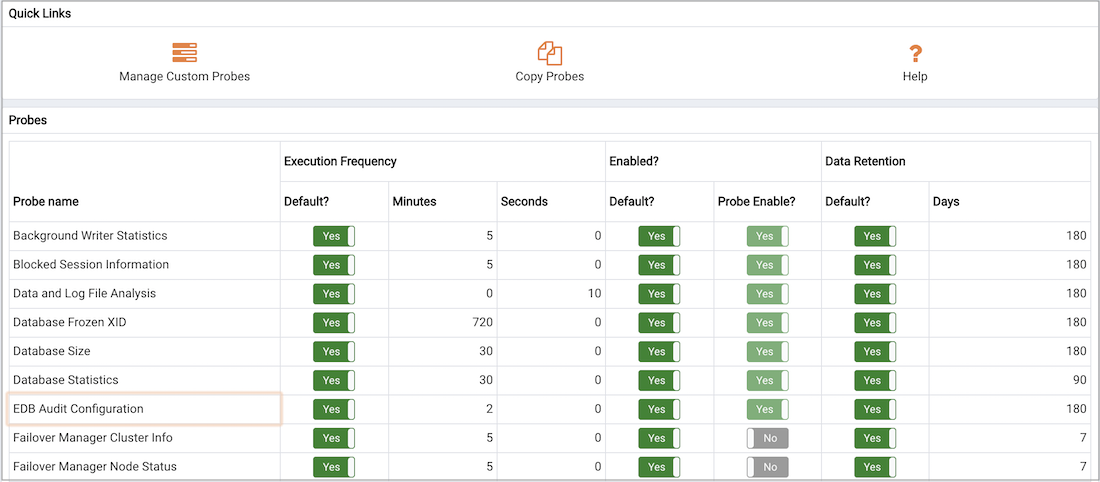 Quick Links
Manage Custom Probes Copy Probes Help
Probes
Execution Frequency Enabled? Data Retention
Probe name Default? Minutes Seconds Default? Probe Enable? Default? Days
Background Writer Statistics Yes 5 0 Yes Yes Yes 180
Blocked Session Information Yes 5 0 Yes Yes Yes 180
Data and Log File Analysis Yes 0 10 Yes Yes Yes 180
Database Frozen XID Yes 720 0 Yes Yes Yes 180
Database Size Yes 30 0 Yes Yes Yes 180
Database Statistics Yes 30 0 Yes Yes Yes 90
EDB Audit Configuration Yes 2 0 Yes Yes Yes 180
Failover Manager Cluster Info Yes 5 0 Yes No Yes 7
Failover Manager Node Status Yes 5 0 Yes No Yes 7